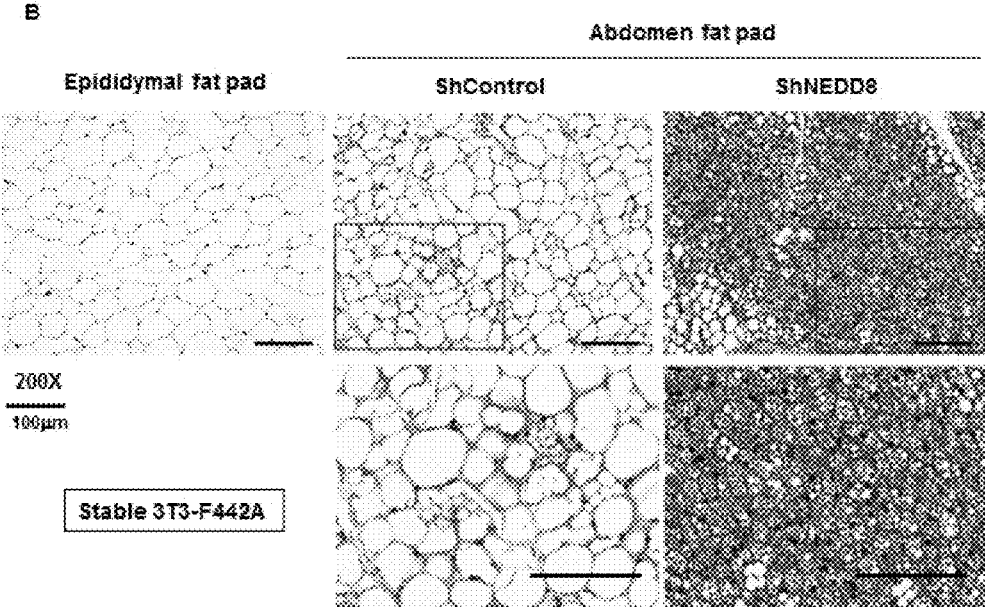 B
Abdomen fat pad
Epididymal fat pad
ShControl
ShNEDD8
200X
100μm
Stable 3T3-F442A